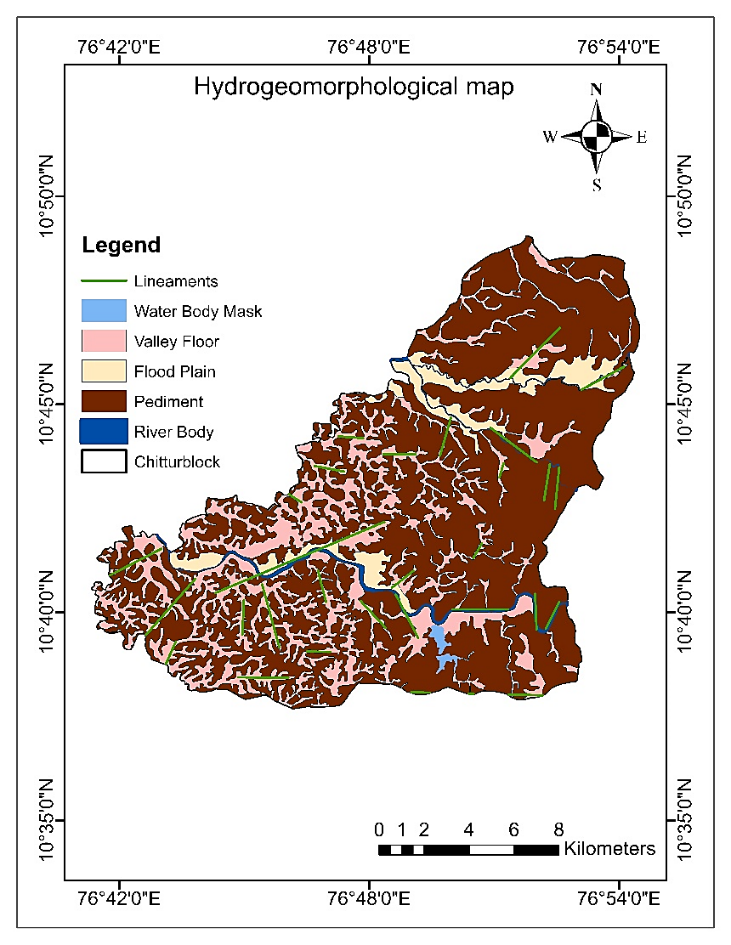 76°42'0"E 76°48'0"E 76°54'0"E
Hydrogeomorphological map
N
W E
S
10°50'0"N 10°50'0"N
Legend
Lineaments
Water Body Mask
Valley Floor
Flood Plain
Pediment
River Body
Chitturblock
10°45'0"N 10°45'0"N
10°40'0"N 10°40'0"N
10°35'0"N 10°35'0"N
0 1 2 4 6 8
Kilometers
76°42'0"E 76°48'0"E 76°54'0"E